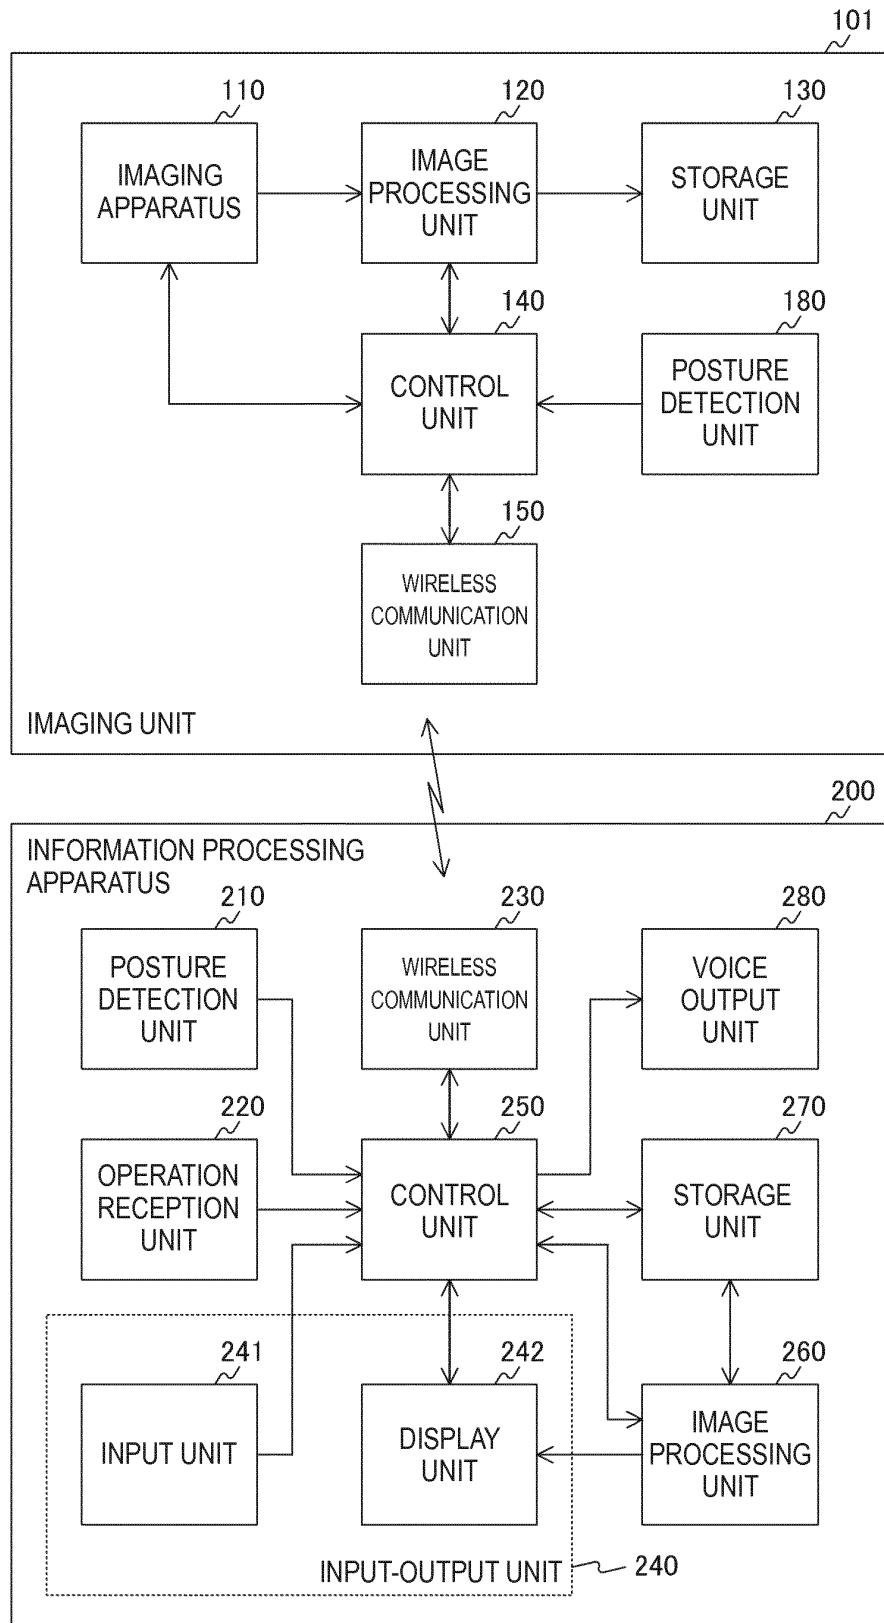 101
110
120
130
IMAGING
APPARATUS
IMAGE
PROCESSING
UNIT
STORAGE
UNIT
140
180
CONTROL
UNIT
POSTURE
DETECTION
UNIT
150
WIRELESS
COMMUNICATION
UNIT
IMAGING UNIT
200
INFORMATION PROCESSING
APPARATUS
210
230
280
POSTURE
DETECTION
UNIT
WIRELESS
COMMUNICATION
UNIT
VOICE
OUTPUT
UNIT
220
250
270
OPERATION
RECEPTION
UNIT
CONTROL
UNIT
STORAGE
UNIT
241
242
260
INPUT UNIT
DISPLAY
UNIT
IMAGE
PROCESSING
UNIT
INPUT-OUTPUT UNIT
240